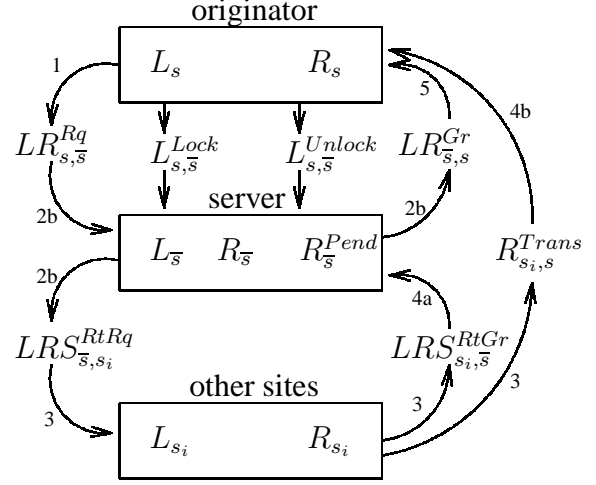 originator
1 L_s R_s 5 4b
LR^{Rq}_{s,\overline{s}} L^{Lock}_{s,\overline{s}} L^{Unlock}_{s,\overline{s}} LR^{Gr}_{\overline{s},s}
server
2b 2b
L_{\overline{s}} R_{\overline{s}} R^{Pend}_{\overline{s}} R^{Trans}_{s_i,s}
2b 4a
LRS^{RtRq}_{\overline{s},s_i} LRS^{RtGr}_{s_i,\overline{s}}
other sites
3 3 3
L_{s_i} R_{s_i}